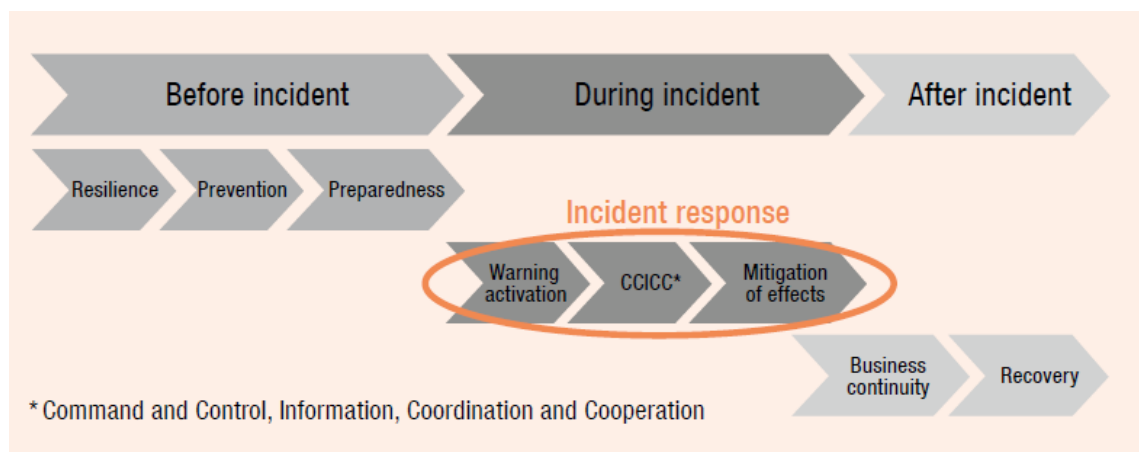 Before incident
During incident
After incident
Resilience
Prevention
Preparedness
Incident response
Warning
activation
CCICC*
Mitigation
of effects
Business
continuity
Recovery
* Command and Control, Information, Coordination and Cooperation